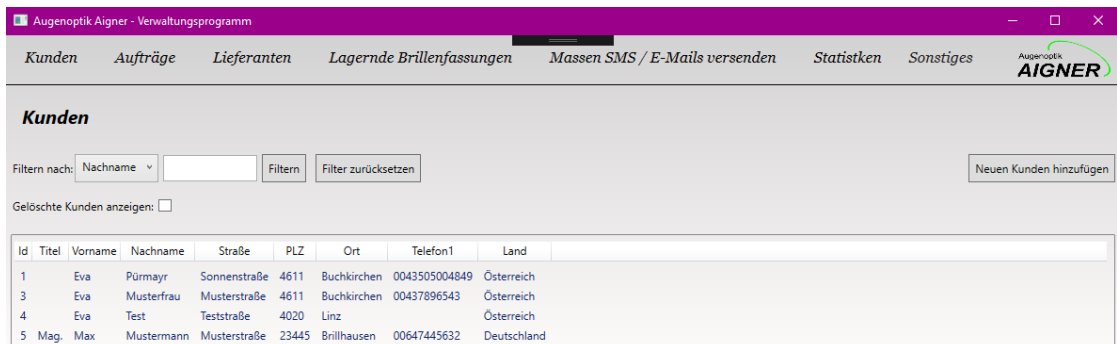 Augenoptik Aigner - Verwaltungsprogramm
Kunden Aufträge Lieferanten Lagernde Brillenfassungen Massen SMS / E-Mails versenden Statistken Sonstiges Augenoptik AIGNER
Kunden
Filtern nach: Nachname Filtern Filter zurücksetzen Neuen Kunden hinzufügen
Gelöschte Kunden anzeigen:
Id Titel Vorname Nachname Straße PLZ Ort Telefon1 Land
1 Eva Pürmayr Sonnenstraße 4611 Buchkirchen 0043505004849 Österreich
3 Eva Musterfrau Musterstraße 4611 Buchkirchen 00437896543 Österreich
4 Eva Test Teststraße 4020 Linz Österreich
5 Mag. Max Mustermann Musterstraße 23445 Brillhausen 00647445632 Deutschland